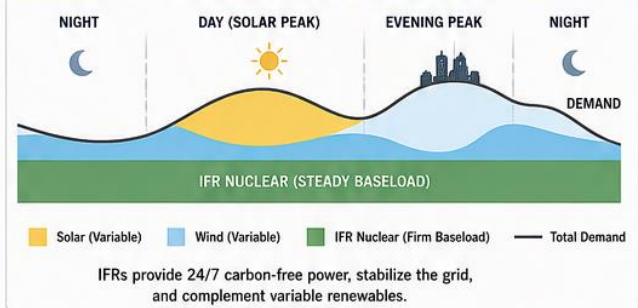 NIGHT
DAY (SOLAR PEAK)
EVENING PEAK
NIGHT
DEMAND
IFR NUCLEAR (STEADY BASELOAD)
Solar (Variable)
Wind (Variable)
IFR Nuclear (Firm Baseload)
Total Demand
IFRs provide 24/7 carbon-free power, stabilize the grid,
and complement variable renewables.